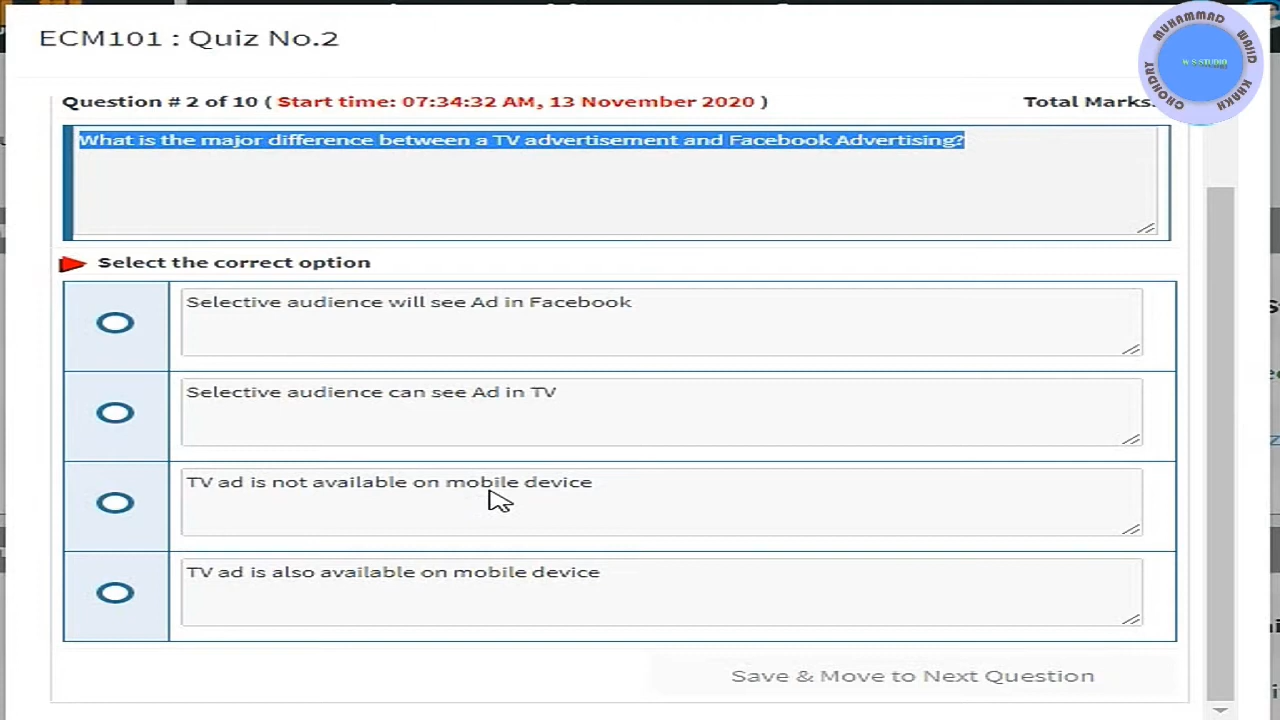 ECM101 : Quiz No.2
MUHAMMAD WAJID
W S STUDIO
Question # 2 of 10 ( Start time: 07:34:32 AM, 13 November 2020 )
Total Marks:
What is the major difference between a TV advertisement and Facebook Advertising?
Select the correct option
Selective audience will see Ad in Facebook
Selective audience can see Ad in TV
TV ad is not available on mobile device
TV ad is also available on mobile device
Save & Move to Next Question